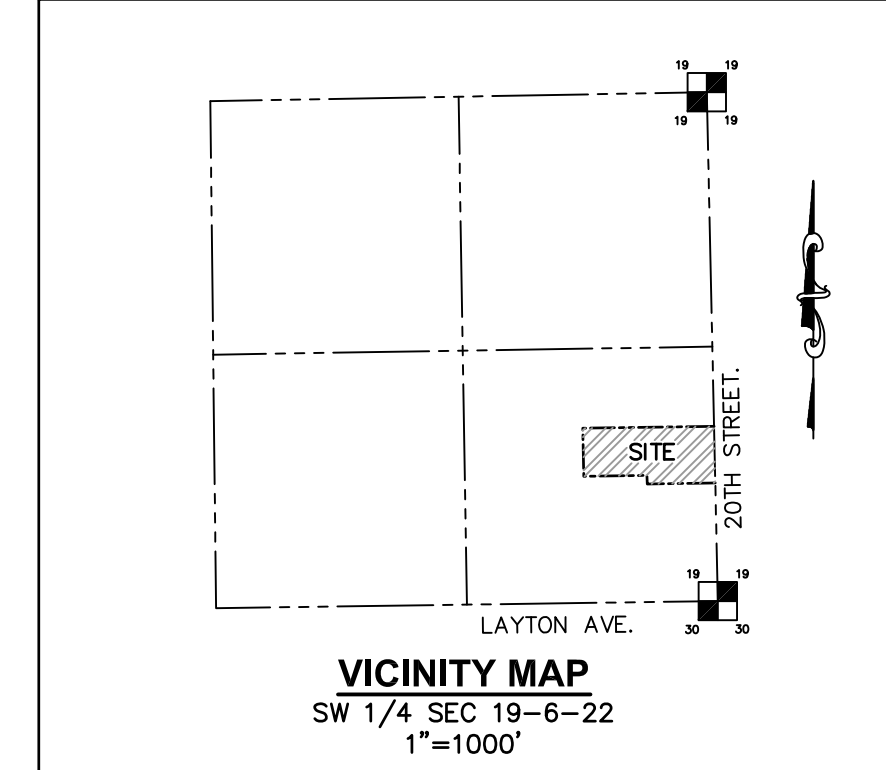 19 19
19 19
SITE
20TH STREET.
19 19
30 30
LAYTON AVE.
VICINITY MAP
SW 1/4 SEC 19-6-22
1"=1000'